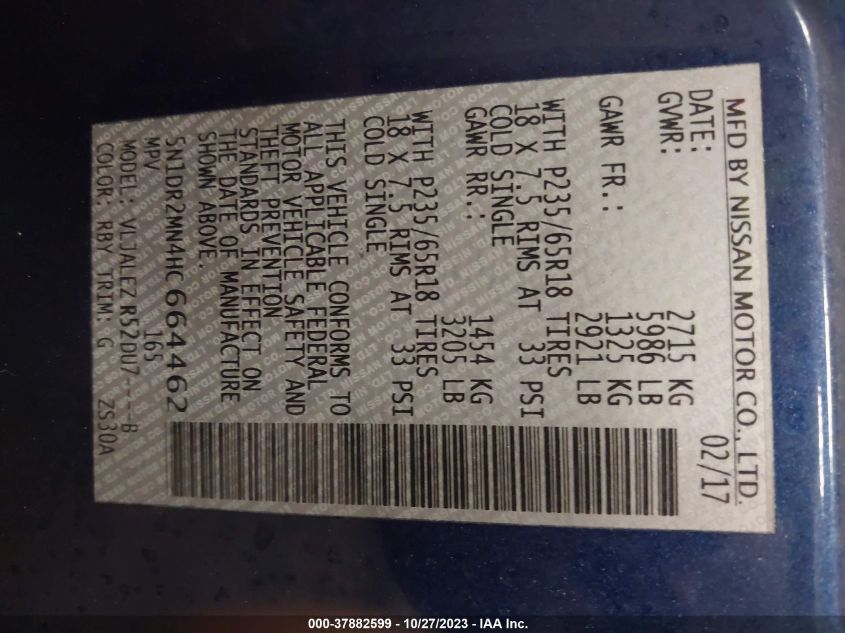 MFD BY NISSAN MOTOR CO., LTD.
DATE: 02/17
GVWR: 2715 KG
5986 LB
GAWR FR.: 1325 KG
2921 LB
WITH P235/65R18 TIRES
18 X 7.5 RIMS AT 33 PSI
COLD SINGLE
GAWR RR.: 1454 KG
3205 LB
WITH P235/65R18 TIRES
18 X 7.5 RIMS AT 33 PSI
COLD SINGLE
THIS VEHICLE CONFORMS TO
ALL APPLICABLE FEDERAL
MOTOR VEHICLE SAFETY AND
THEFT PREVENTION
STANDARDS IN EFFECT ON
THE DATE OF MANUFACTURE
SHOWN ABOVE.
5N1DR2MN4HC664462
MPV 165
MODEL: VLJALEZ R52DU7----B
COLOR: RBY TRIM: G ZS30A
000-37882599 - 10/27/2023 - IAA Inc.